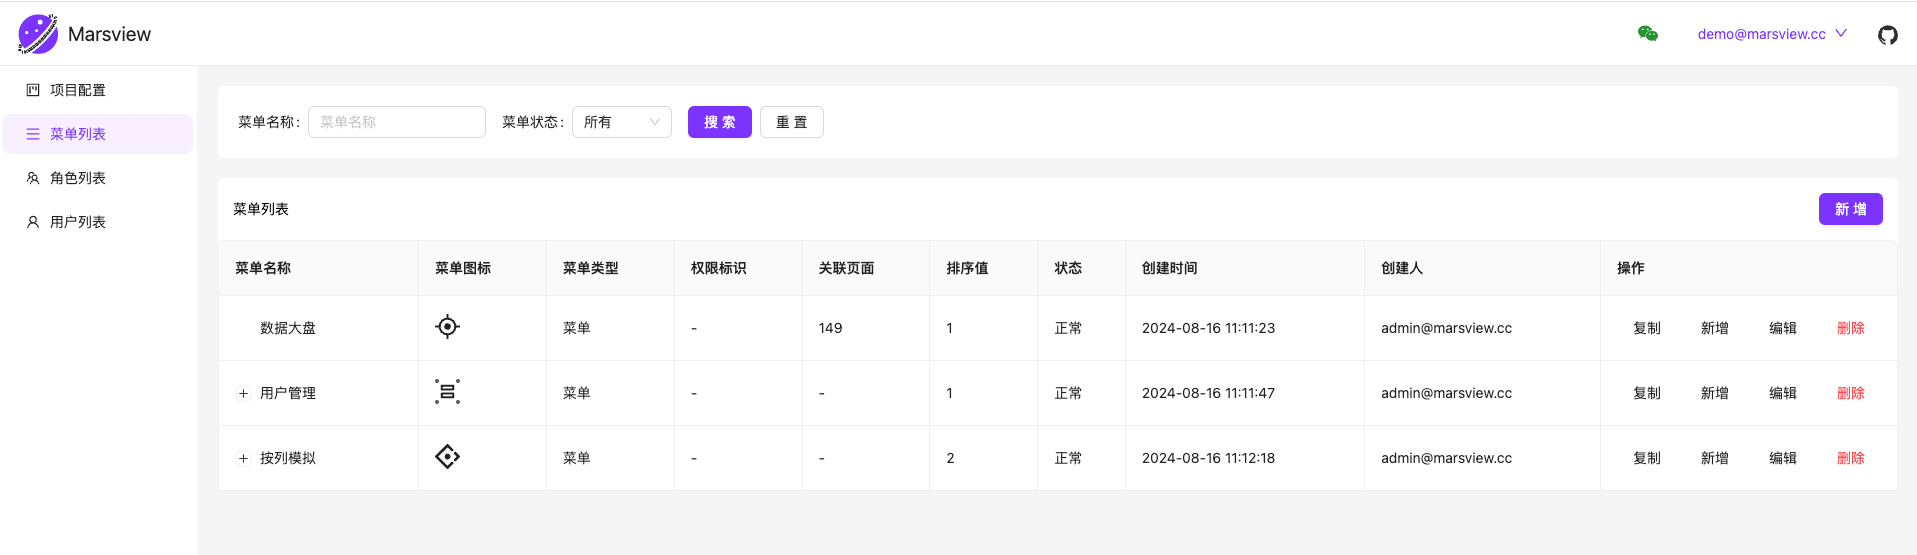 Marsview
demo@marsview.cc
项目配置
菜单列表
角色列表
用户列表
菜单名称: 菜单名称 菜单状态: 所有 搜 索 重 置
菜单列表 新 增
菜单名称 菜单图标 菜单类型 权限标识 关联页面 排序值 状态 创建时间 创建人 操作
数据大盘 菜单 - 149 1 正常 2024-08-16 11:11:23 admin@marsview.cc 复制 新增 编辑 删除
+ 用户管理 菜单 - - 1 正常 2024-08-16 11:11:47 admin@marsview.cc 复制 新增 编辑 删除
+ 按列模拟 菜单 - - 2 正常 2024-08-16 11:12:18 admin@marsview.cc 复制 新增 编辑 删除